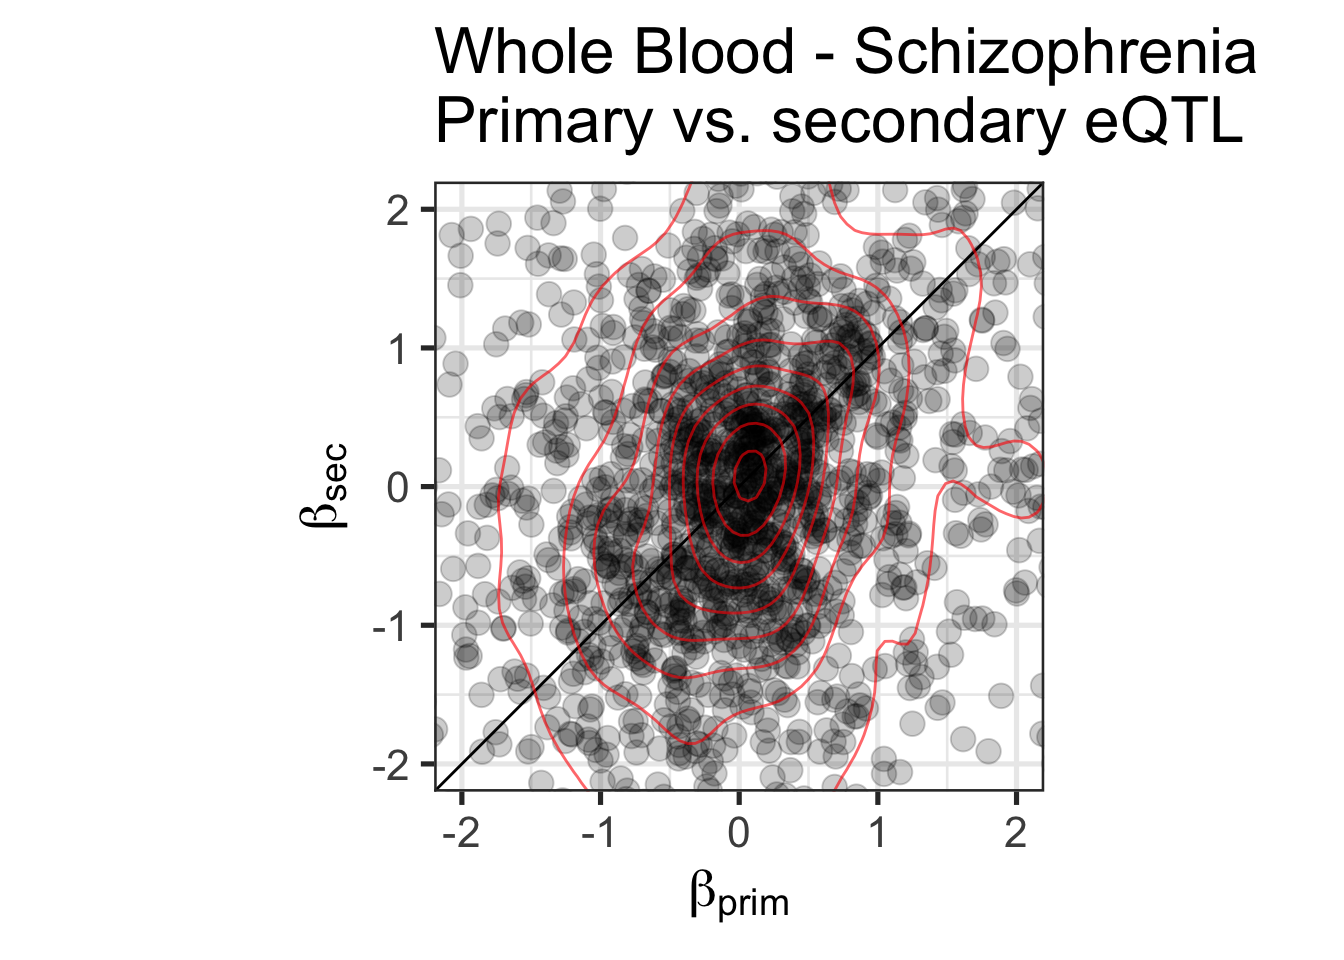 Whole Blood - Schizophrenia
Primary vs. secondary eQTL
2
1
0
-1
-2
βsec
-2 -1 0 1 2
βprim